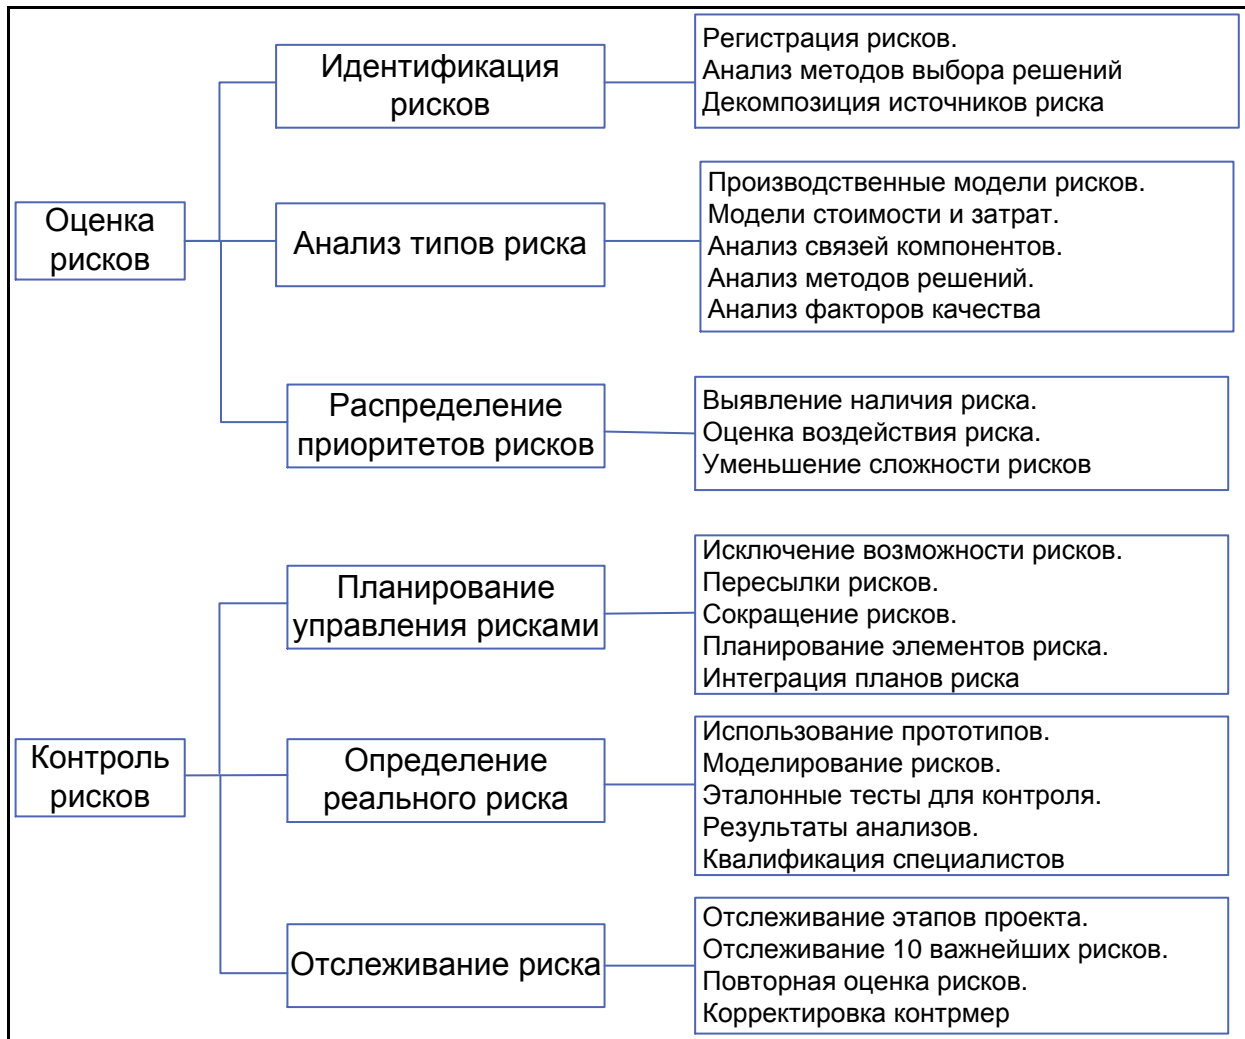 Оценка
рисков
Идентификация
рисков
Регистрация рисков.
Анализ методов выбора решений
Декомпозиция источников риска
Анализ типов риска
Производственные модели рисков.
Модели стоимости и затрат.
Анализ связей компонентов.
Анализ методов решений.
Анализ факторов качества
Распределение
приоритетов рисков
Выявление наличия риска.
Оценка воздействия риска.
Уменьшение сложности рисков
Контроль
рисков
Планирование
управления рисками
Исключение возможности рисков.
Пересылки рисков.
Сокращение рисков.
Планирование элементов риска.
Интеграция планов риска
Определение
реального риска
Использование прототипов.
Моделирование рисков.
Эталонные тесты для контроля.
Результаты анализов.
Квалификация специалистов
Отслеживание риска
Отслеживание этапов проекта.
Отслеживание 10 важнейших рисков.
Повторная оценка рисков.
Корректировка контрмер